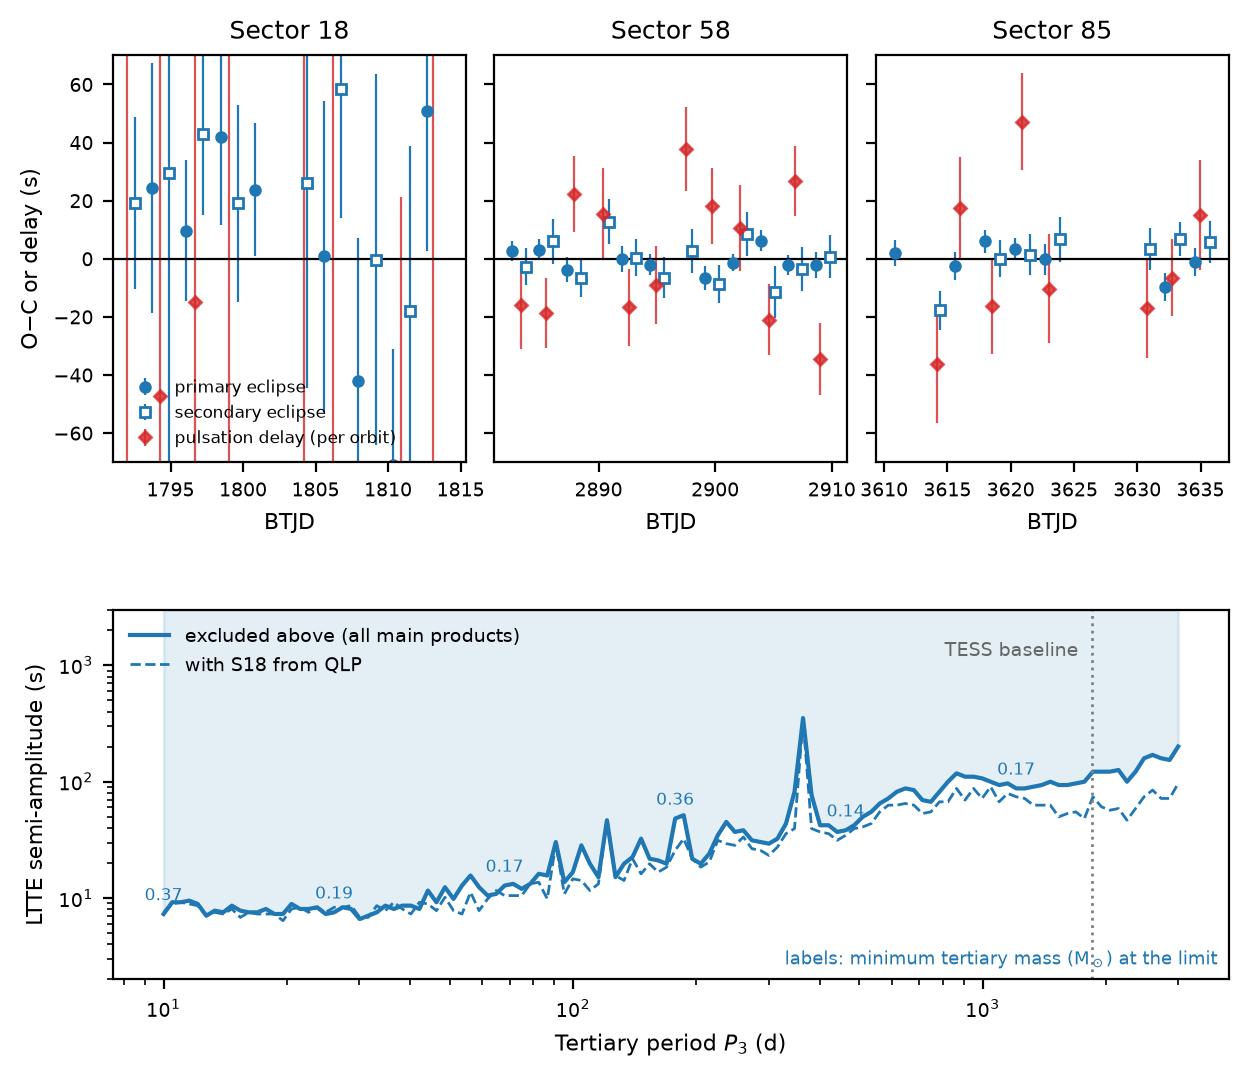 Sector 18
Sector 58
Sector 85
O−C or delay (s)
60
40
20
0
−20
−40
−60
primary eclipse
secondary eclipse
pulsation delay (per orbit)
1795 1800 1805 1810 1815
2890 2900 2910
3610 3615 3620 3625 3630 3635
BTJD
BTJD
BTJD
LTTE semi-amplitude (s)
10³
10²
10¹
excluded above (all main products)
with S18 from QLP
TESS baseline
0.37
0.19
0.17
0.36
0.14
0.17
labels: minimum tertiary mass (M☉) at the limit
10¹ 10² 10³
Tertiary period P₃ (d)